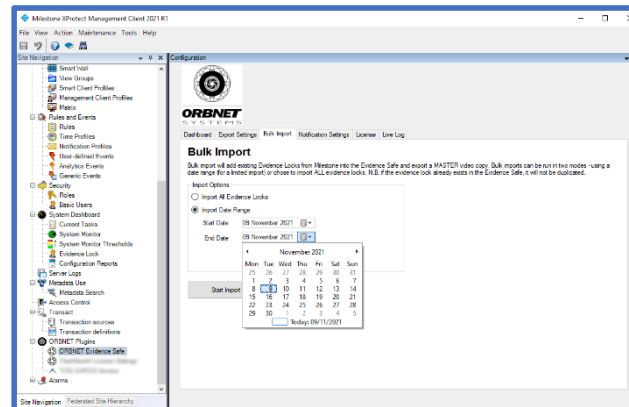 Milestone XProtect Management Client 2021 R1
File View Action Maintenance Tools Help
Site Navigation
Smart Wall
View Groups
Smart Client Profiles
Management Client Profiles
Matrix
Rules and Events
Rules
Time Profiles
Notification Profiles
User-defined Events
Analytics Events
Generic Events
Security
Roles
Basic Users
System Dashboard
Current Tasks
System Monitor
System Monitor Thresholds
Evidence Lock
Configuration Reports
Server Logs
Metadata Use
Metadata Search
Access Control
Transact
Transaction sources
Transaction definitions
ORBNET Plugins
ORBNET Evidence Safe
Alarms
Site Navigation Federated Site Hierarchy
Configuration
ORBNET
SYSTEMS
Dashboard Export Settings Bulk Import Notification Settings License Live Log
Bulk Import
Bulk import will add existing Evidence Locks from Milestone into the Evidence Safe and export a MASTER video copy. Bulk imports can be run in two modes - using a
date range (for a limited import) or chose to import ALL evidence locks. N.B. if the evidence lock already exists in the Evidence Safe, it will not be duplicated.
Import Options
Import All Evidence Locks
Import Date Range
Start Date 09 November 2021
End Date 09 November 2021
November 2021
Mon Tue Wed Thu Fri Sat Sun
25 26 27 28 29 30 31
1 2 3 4 5 6 7
8 9 10 11 12 13 14
15 16 17 18 19 20 21
22 23 24 25 26 27 28
29 30 1 2 3 4 5
Today: 09/11/2021
Start Import